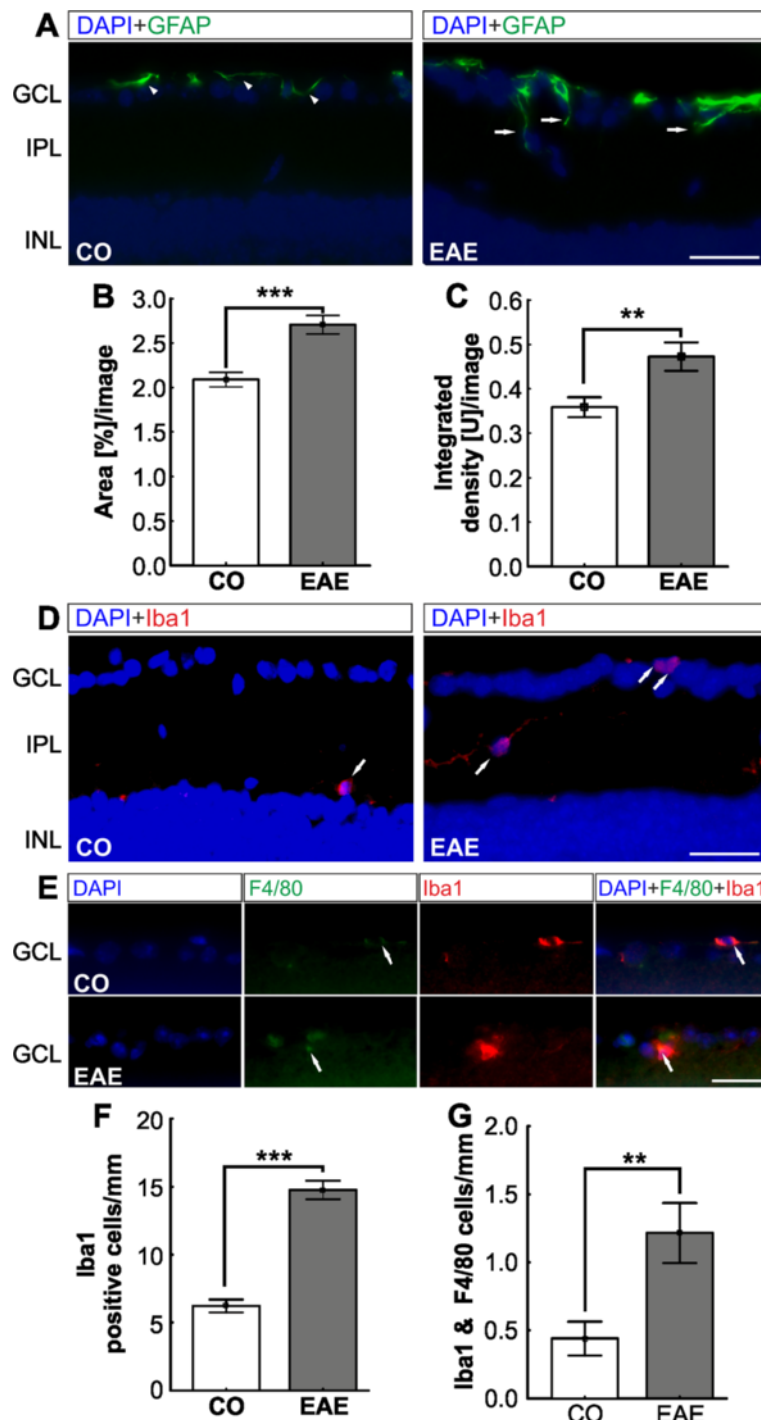 A DAPI+GFAP DAPI+GFAP
GCL
IPL
INL
CO EAE
B
***
Area [%]/image
3.0
2.5
2.0
1.5
1.0
0.5
0.0
CO EAE
C
**
Integrated
density [U]/image
0.6
0.5
0.4
0.3
0.2
0.1
0.0
CO EAE
D DAPI+Iba1 DAPI+Iba1
GCL
IPL
INL
CO EAE
E DAPI F4/80 Iba1 DAPI+F4/80+Iba1
GCL
CO
GCL
EAE
F
***
Iba1
positive cells/mm
20
15
10
5
0
CO EAE
G
**
Iba1 & F4/80 cells/mm
2.0
1.5
1.0
0.5
0.0
CO EAE